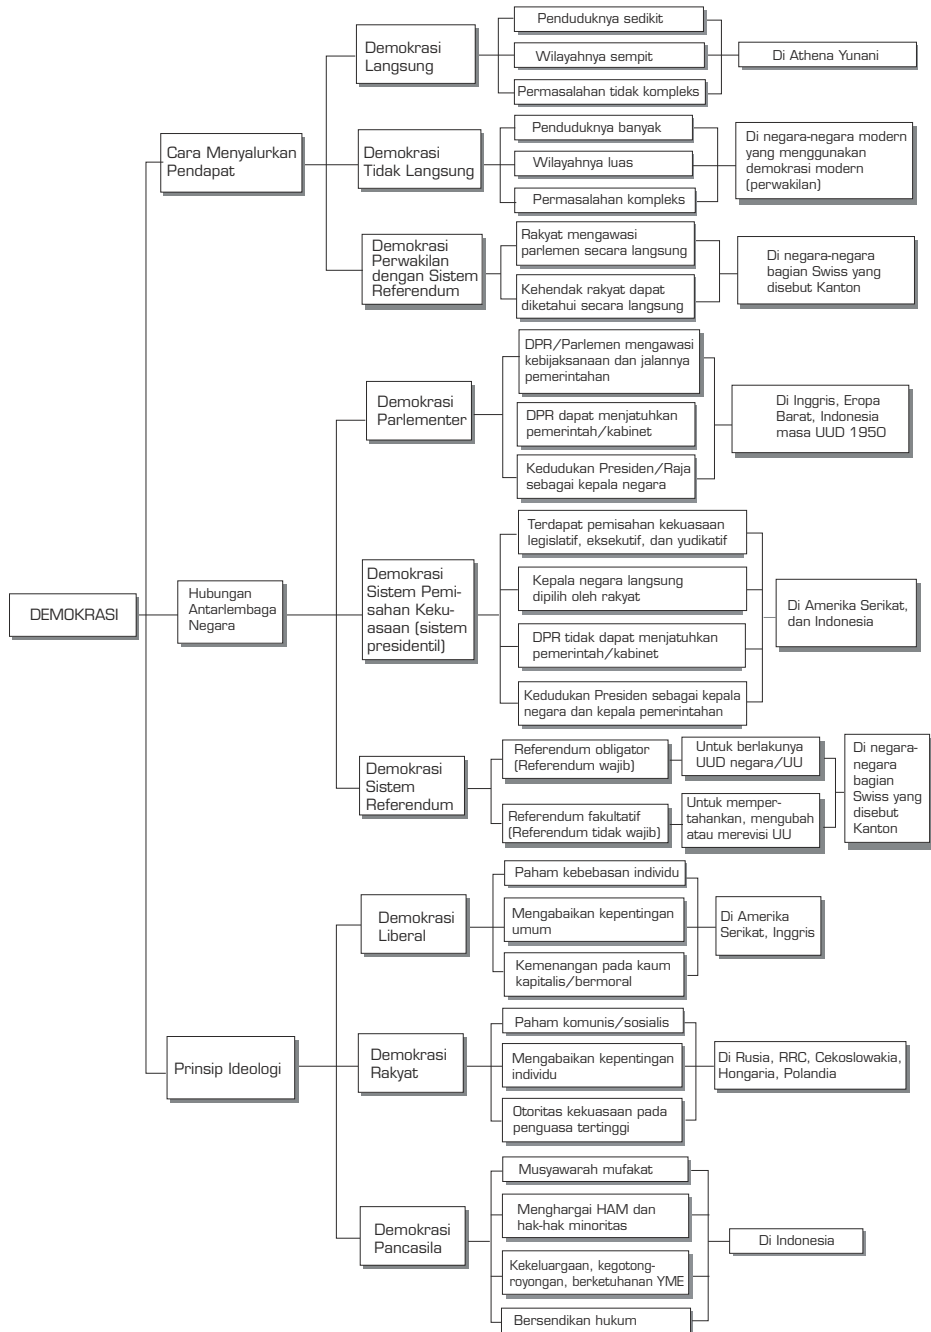 DEMOKRASI
Cara Menyalurkan
Pendapat
Demokrasi
Langsung
Penduduknya sedikit
Wilayahnya sempit
Permasalahan tidak kompleks
Di Athena Yunani
Demokrasi
Tidak Langsung
Penduduknya banyak
Wilayahnya luas
Permasalahan kompleks
Di negara-negara modern
yang menggunakan
demokrasi modern
(perwakilan)
Demokrasi
Perwakilan
dengan Sistem
Referendum
Rakyat mengawasi
parlemen secara langsung
Kehendak rakyat dapat
diketahui secara langsung
Di negara-negara
bagian Swiss yang
disebut Kanton
Hubungan
Antarlembaga
Negara
Demokrasi
Parlementer
DPR/Parlemen mengawasi
kebijaksanaan dan jalannya
pemerintahan
DPR dapat menjatuhkan
pemerintah/kabinet
Kedudukan Presiden/Raja
sebagai kepala negara
Di Inggris, Eropa
Barat, Indonesia
masa UUD 1950
Demokrasi
Sistem Pemi-
sahan Keku-
asaan (sistem
presidentil)
Terdapat pemisahan kekuasaan
legislatif, eksekutif, dan yudikatif
Kepala negara langsung
dipilih oleh rakyat
DPR tidak dapat menjatuhkan
pemerintah/kabinet
Kedudukan Presiden sebagai kepala
negara dan kepala pemerintahan
Di Amerika Serikat,
dan Indonesia
Demokrasi
Sistem
Referendum
Referendum obligator
(Referendum wajib)
Untuk berlakunya
UUD negara/UU
Referendum fakultatif
(Referendum tidak wajib)
Untuk memper-
tahankan, mengubah
atau merevisi UU
Di negara-
negara
bagian
Swiss yang
disebut
Kanton
Prinsip Ideologi
Demokrasi
Liberal
Paham kebebasan individu
Mengabaikan kepentingan
umum
Kemenangan pada kaum
kapitalis/bermoral
Di Amerika
Serikat, Inggris
Demokrasi
Rakyat
Paham komunis/sosialis
Mengabaikan kepentingan
individu
Otoritas kekuasaan pada
penguasa tertinggi
Di Rusia, RRC, Cekoslowakia,
Hongaria, Polandia
Demokrasi
Pancasila
Musyawarah mufakat
Menghargai HAM dan
hak-hak minoritas
Kekeluargaan, kegotong-
royongan, berketuhanan YME
Bersendikan hukum
Di Indonesia